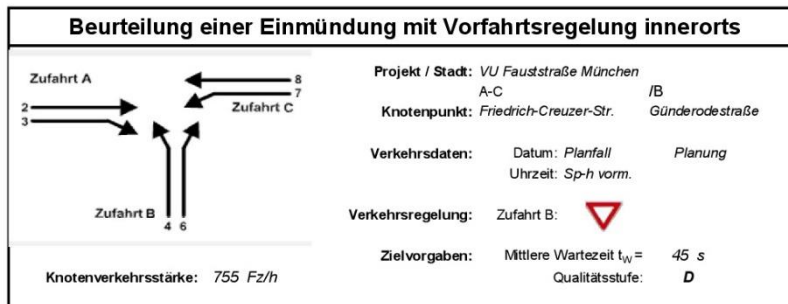 Beurteilung einer Einmündung mit Vorfahrtsregelung innerorts
Zufahrt A
8
7
Zufahrt C
2
3
Zufahrt B
4 6
Knotenverkehrsstärke: 755 Fz/h
Projekt / Stadt: VU Fauststraße München
A-C /B
Knotenpunkt: Friedrich-Creuzer-Str. Günderodestraße
Verkehrsdaten: Datum: Planfall Planung
Uhrzeit: Sp-h vorm.
Verkehrsregelung: Zufahrt B:
Zielvorgaben: Mittlere Wartezeit tW = 45 s
Qualitätsstufe: D